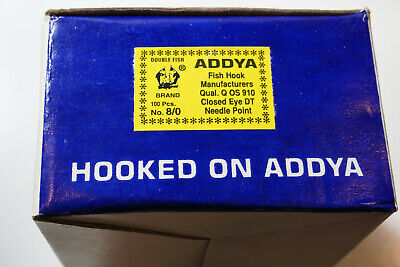 DOUBLE FISH
®
BRAND
100 Pcs.
No. 8/0
ADDYA
Fish Hook
Manufacturers
Qual. Q OS 910
Closed Eye DT
Needle Point
HOOKED ON ADDYA